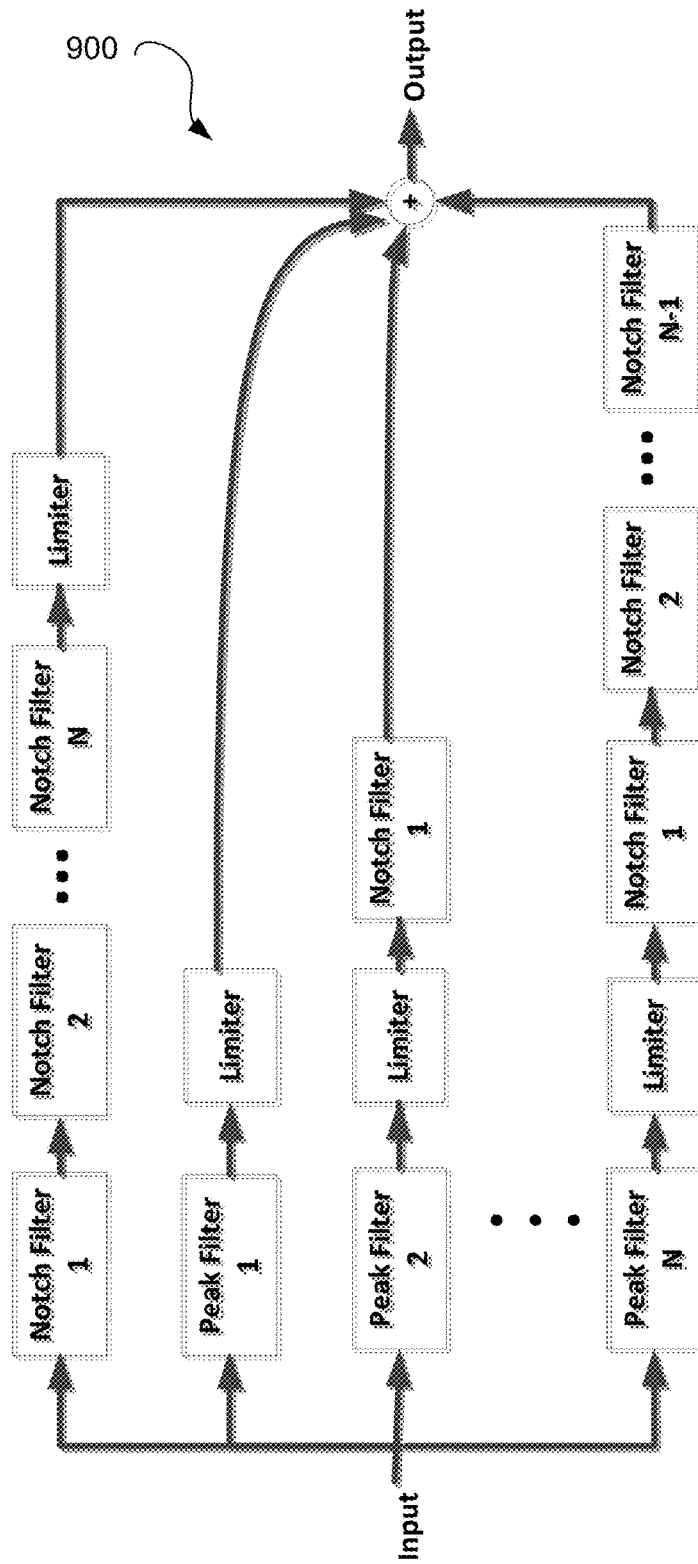 900
Input
Notch Filter
1
Notch Filter
2
•••
Notch Filter
N
Limiter
Peak Filter
1
Limiter
Peak Filter
2
Limiter
Notch Filter
1
• • •
Peak Filter
N
Limiter
Notch Filter
1
Notch Filter
2
•••
Notch Filter
N-1
+
Output